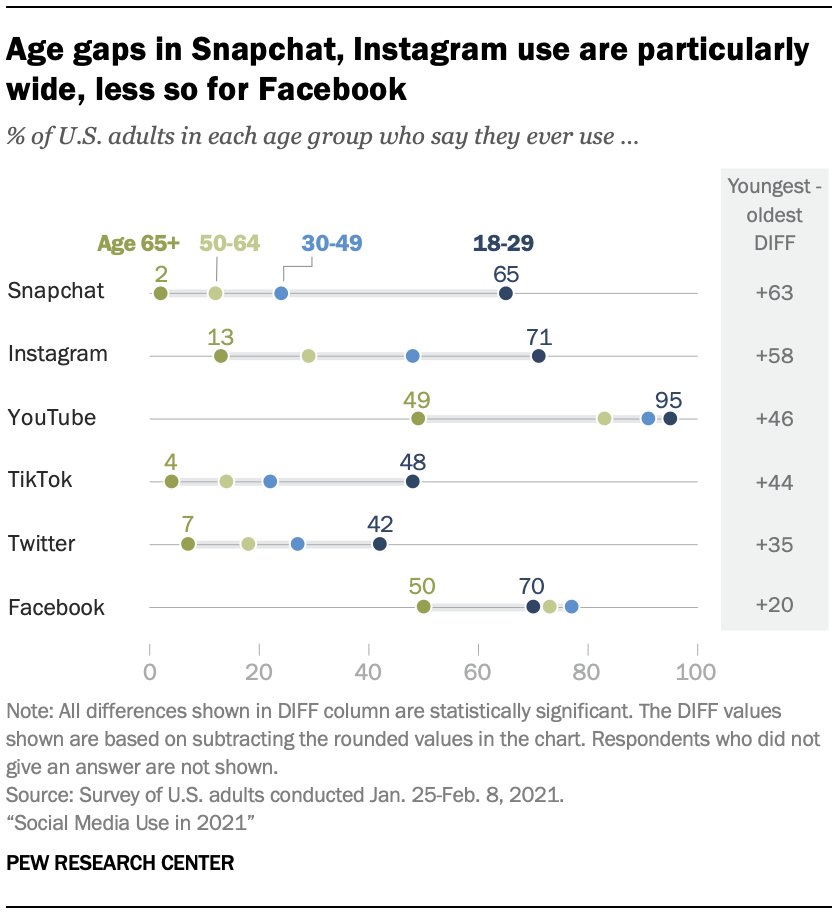 Age gaps in Snapchat, Instagram use are particularly
wide, less so for Facebook
% of U.S. adults in each age group who say they ever use ...
Youngest -
oldest
DIFF
Age 65+ 50-64 30-49 18-29
2 65
Snapchat +63
13 71
Instagram +58
49 95
YouTube +46
4 48
TikTok +44
7 42
Twitter +35
50 70
Facebook +20
0 20 40 60 80 100
Note: All differences shown in DIFF column are statistically significant. The DIFF values
shown are based on subtracting the rounded values in the chart. Respondents who did not
give an answer are not shown.
Source: Survey of U.S. adults conducted Jan. 25-Feb. 8, 2021.
“Social Media Use in 2021”
PEW RESEARCH CENTER